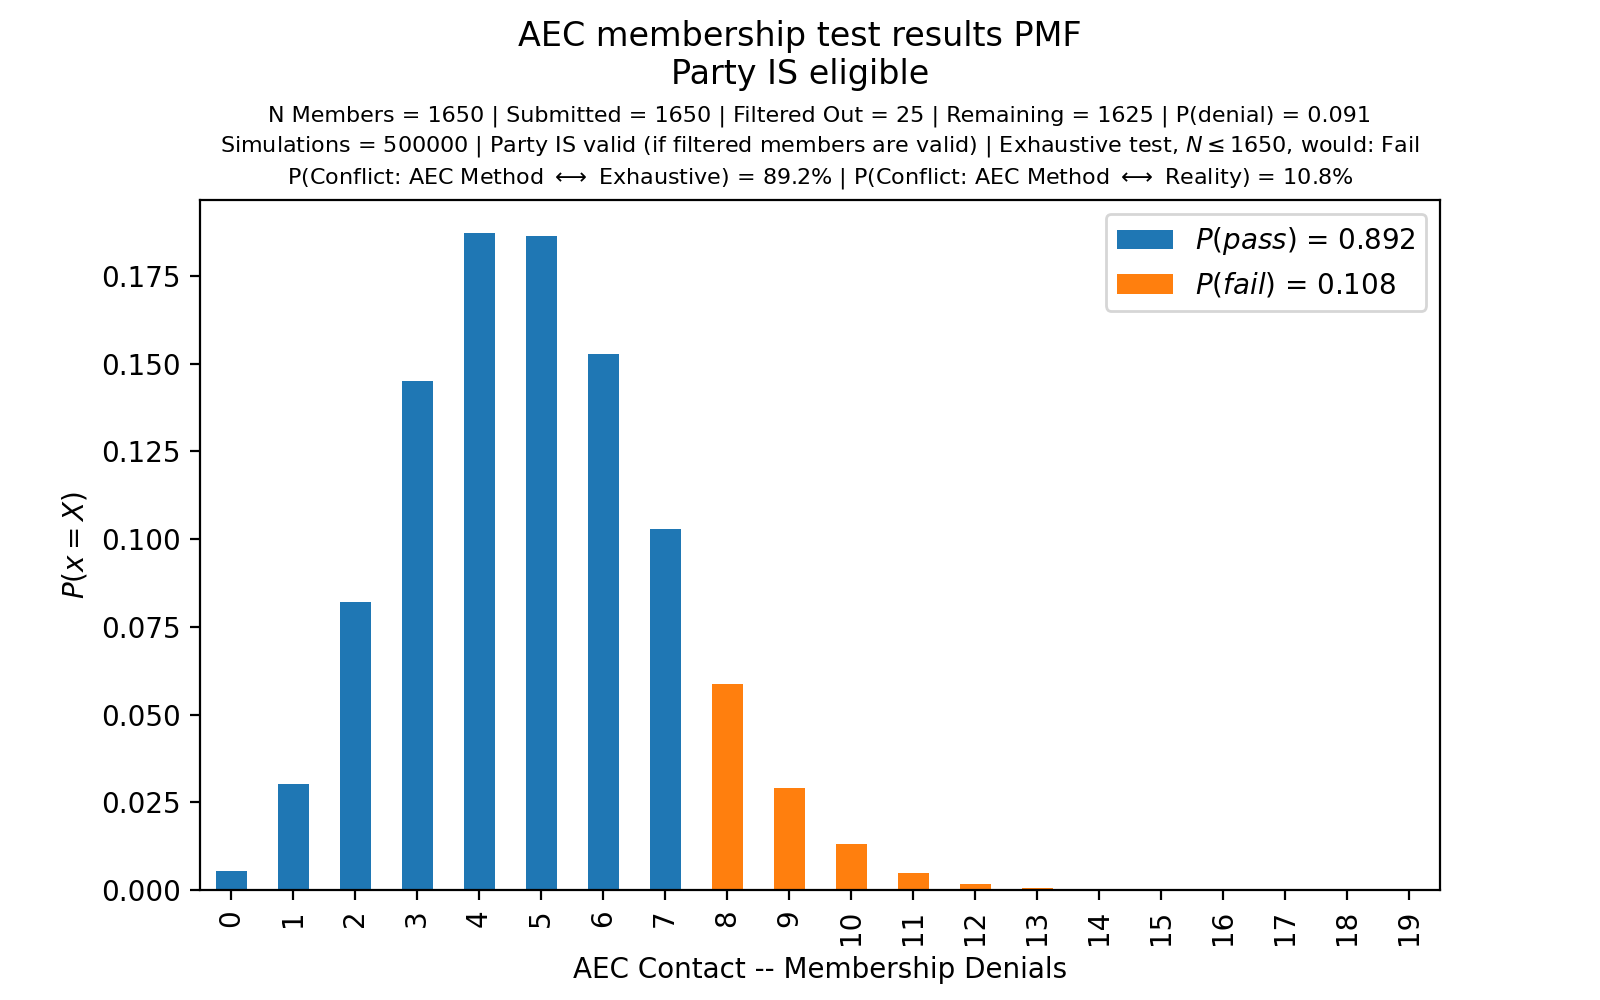 AEC membership test results PMF
Party IS eligible
N Members = 1650 | Submitted = 1650 | Filtered Out = 25 | Remaining = 1625 | P(denial) = 0.091
Simulations = 500000 | Party IS valid (if filtered members are valid) | Exhaustive test, N ≤ 1650, would: Fail
P(Conflict: AEC Method ⟷ Exhaustive) = 89.2% | P(Conflict: AEC Method ⟷ Reality) = 10.8%
P(pass) = 0.892
P(fail) = 0.108
0.175
0.150
0.125
0.100
0.075
0.050
0.025
0.000
P(x = X)
0 1 2 3 4 5 6 7 8 9 10 11 12 13 14 15 16 17 18 19
AEC Contact -- Membership Denials